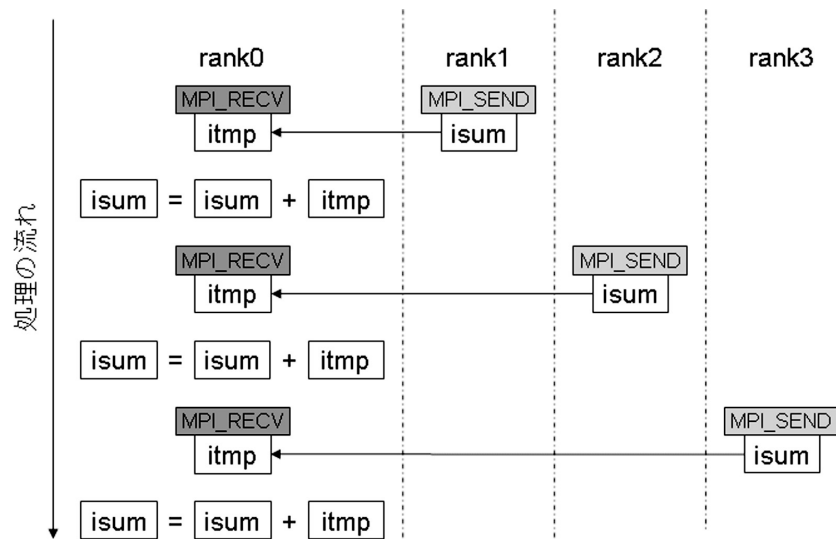 rank0 rank1 rank2 rank3
MPI_RECV MPI_SEND
itmp isum
isum = isum + itmp
MPI_RECV MPI_SEND
itmp isum
isum = isum + itmp
MPI_RECV MPI_SEND
itmp isum
isum = isum + itmp
処理の流れ